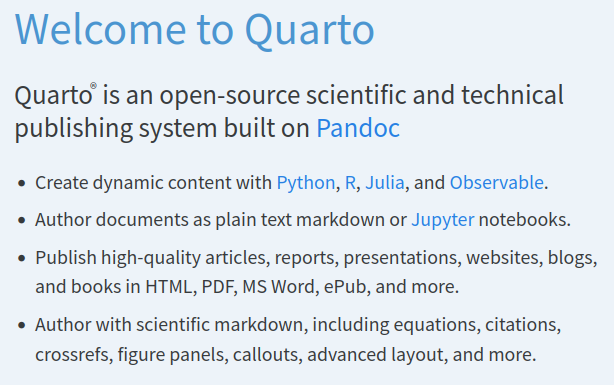 Welcome to Quarto
Quarto® is an open-source scientific and technical
publishing system built on Pandoc
• Create dynamic content with Python, R, Julia, and Observable.
• Author documents as plain text markdown or Jupyter notebooks.
• Publish high-quality articles, reports, presentations, websites, blogs,
and books in HTML, PDF, MS Word, ePub, and more.
• Author with scientific markdown, including equations, citations,
crossrefs, figure panels, callouts, advanced layout, and more.